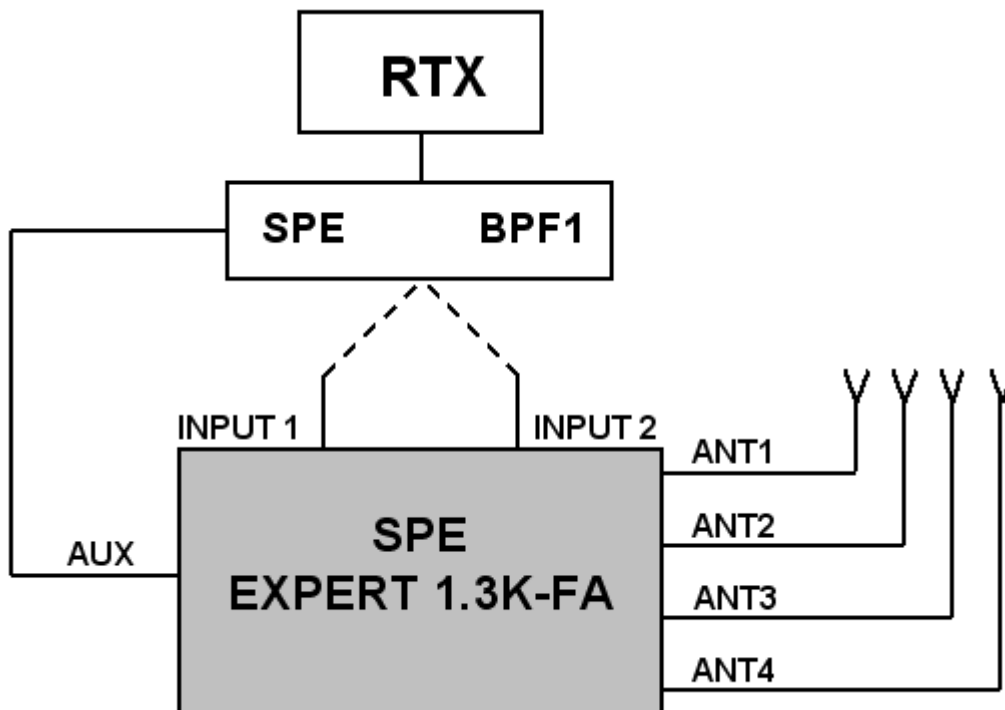 RTX
SPE BPF1
INPUT 1 INPUT 2
ANT1
SPE
ANT2
AUX
EXPERT 1.3K-FA
ANT3
ANT4